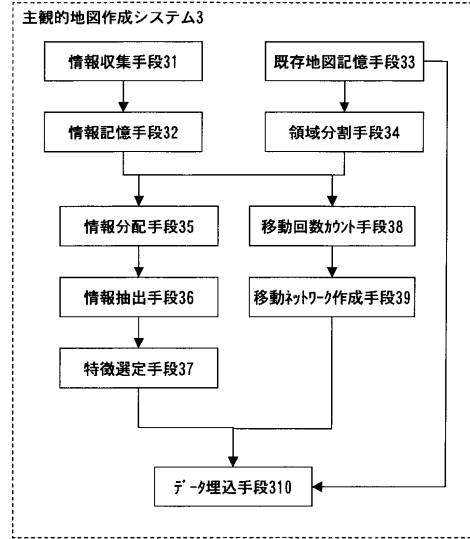 主観的地図作成システム3
情報収集手段31
既存地図記憶手段33
情報記憶手段32
領域分割手段34
情報分配手段35
移動回数カウント手段38
情報抽出手段36
移動ネットワーク作成手段39
特徴選定手段37
データ埋込手段310